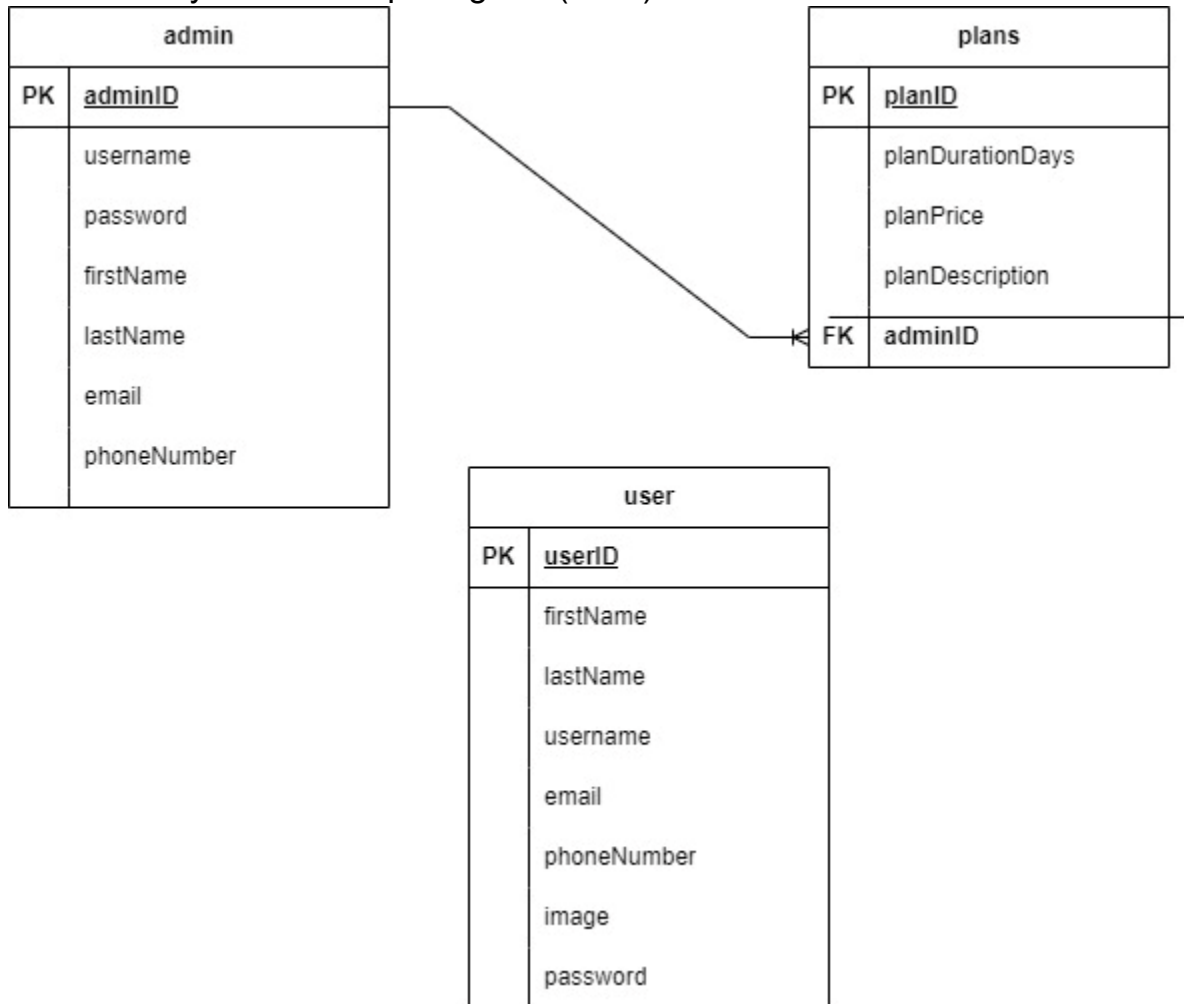 admin
PK adminID
username
password
firstName
lastName
email
phoneNumber
plans
PK planID
planDurationDays
planPrice
planDescription
FK adminID
user
PK userID
firstName
lastName
username
email
phoneNumber
image
password